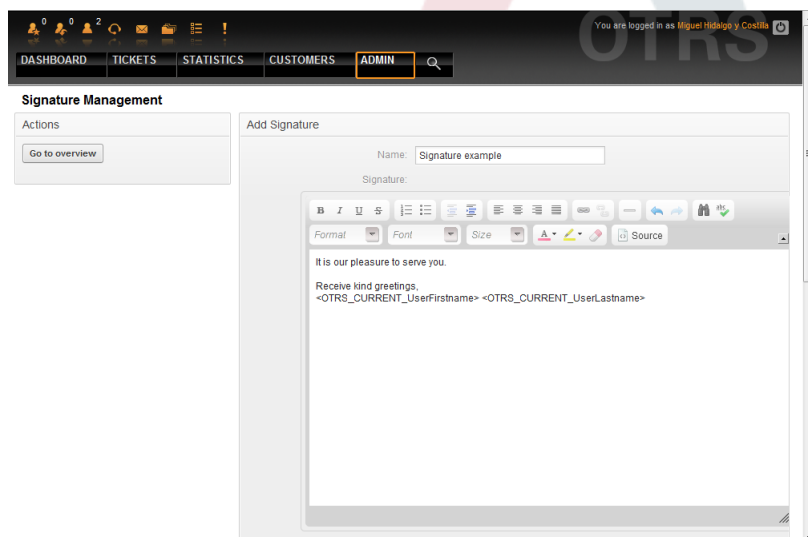 0 0 2
You are logged in as Miguel Hidalgo y Costilla
OTRS
DASHBOARD TICKETS STATISTICS CUSTOMERS ADMIN
Signature Management
Actions
Go to overview
Add Signature
Name: Signature example
Signature:
B I U S
Format Font Size A Source
It is our pleasure to serve you.
Receive kind greetings,
<OTRS_CURRENT_UserFirstname> <OTRS_CURRENT_UserLastname>